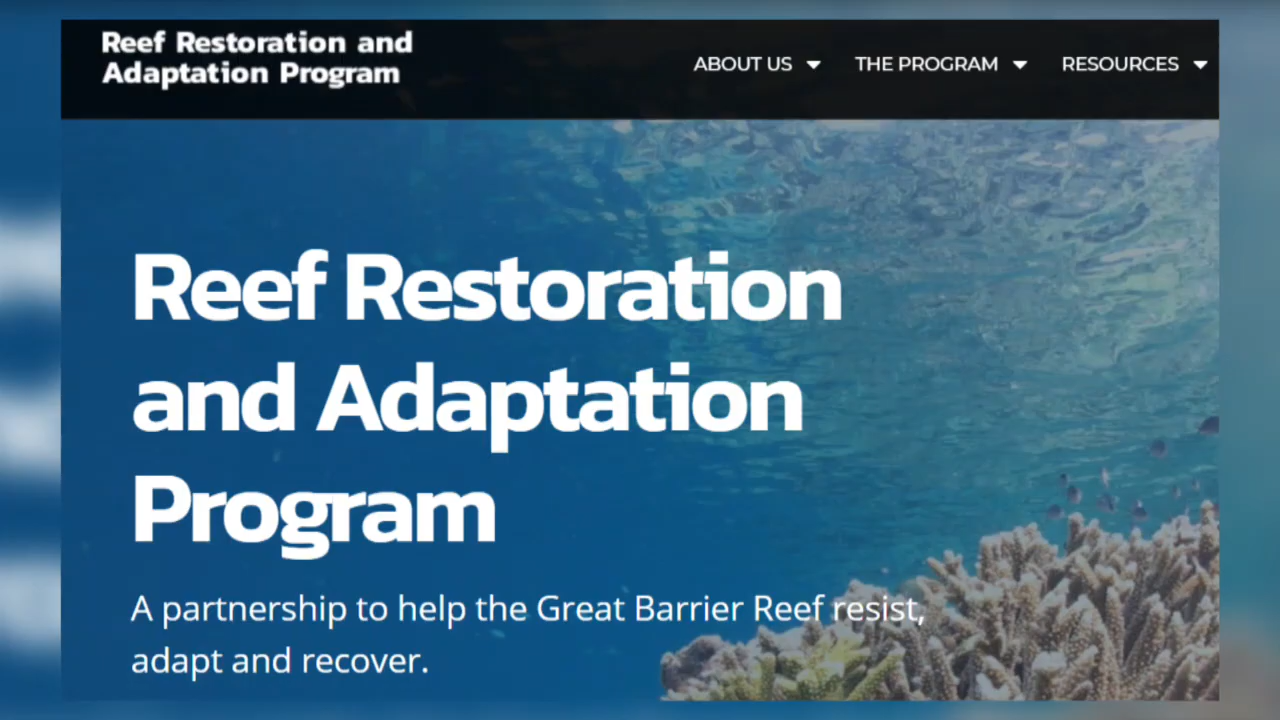 Reef Restoration and
Adaptation Program
ABOUT US
THE PROGRAM
RESOURCES
Reef Restoration
and Adaptation
Program
A partnership to help the Great Barrier Reef resist,
adapt and recover.